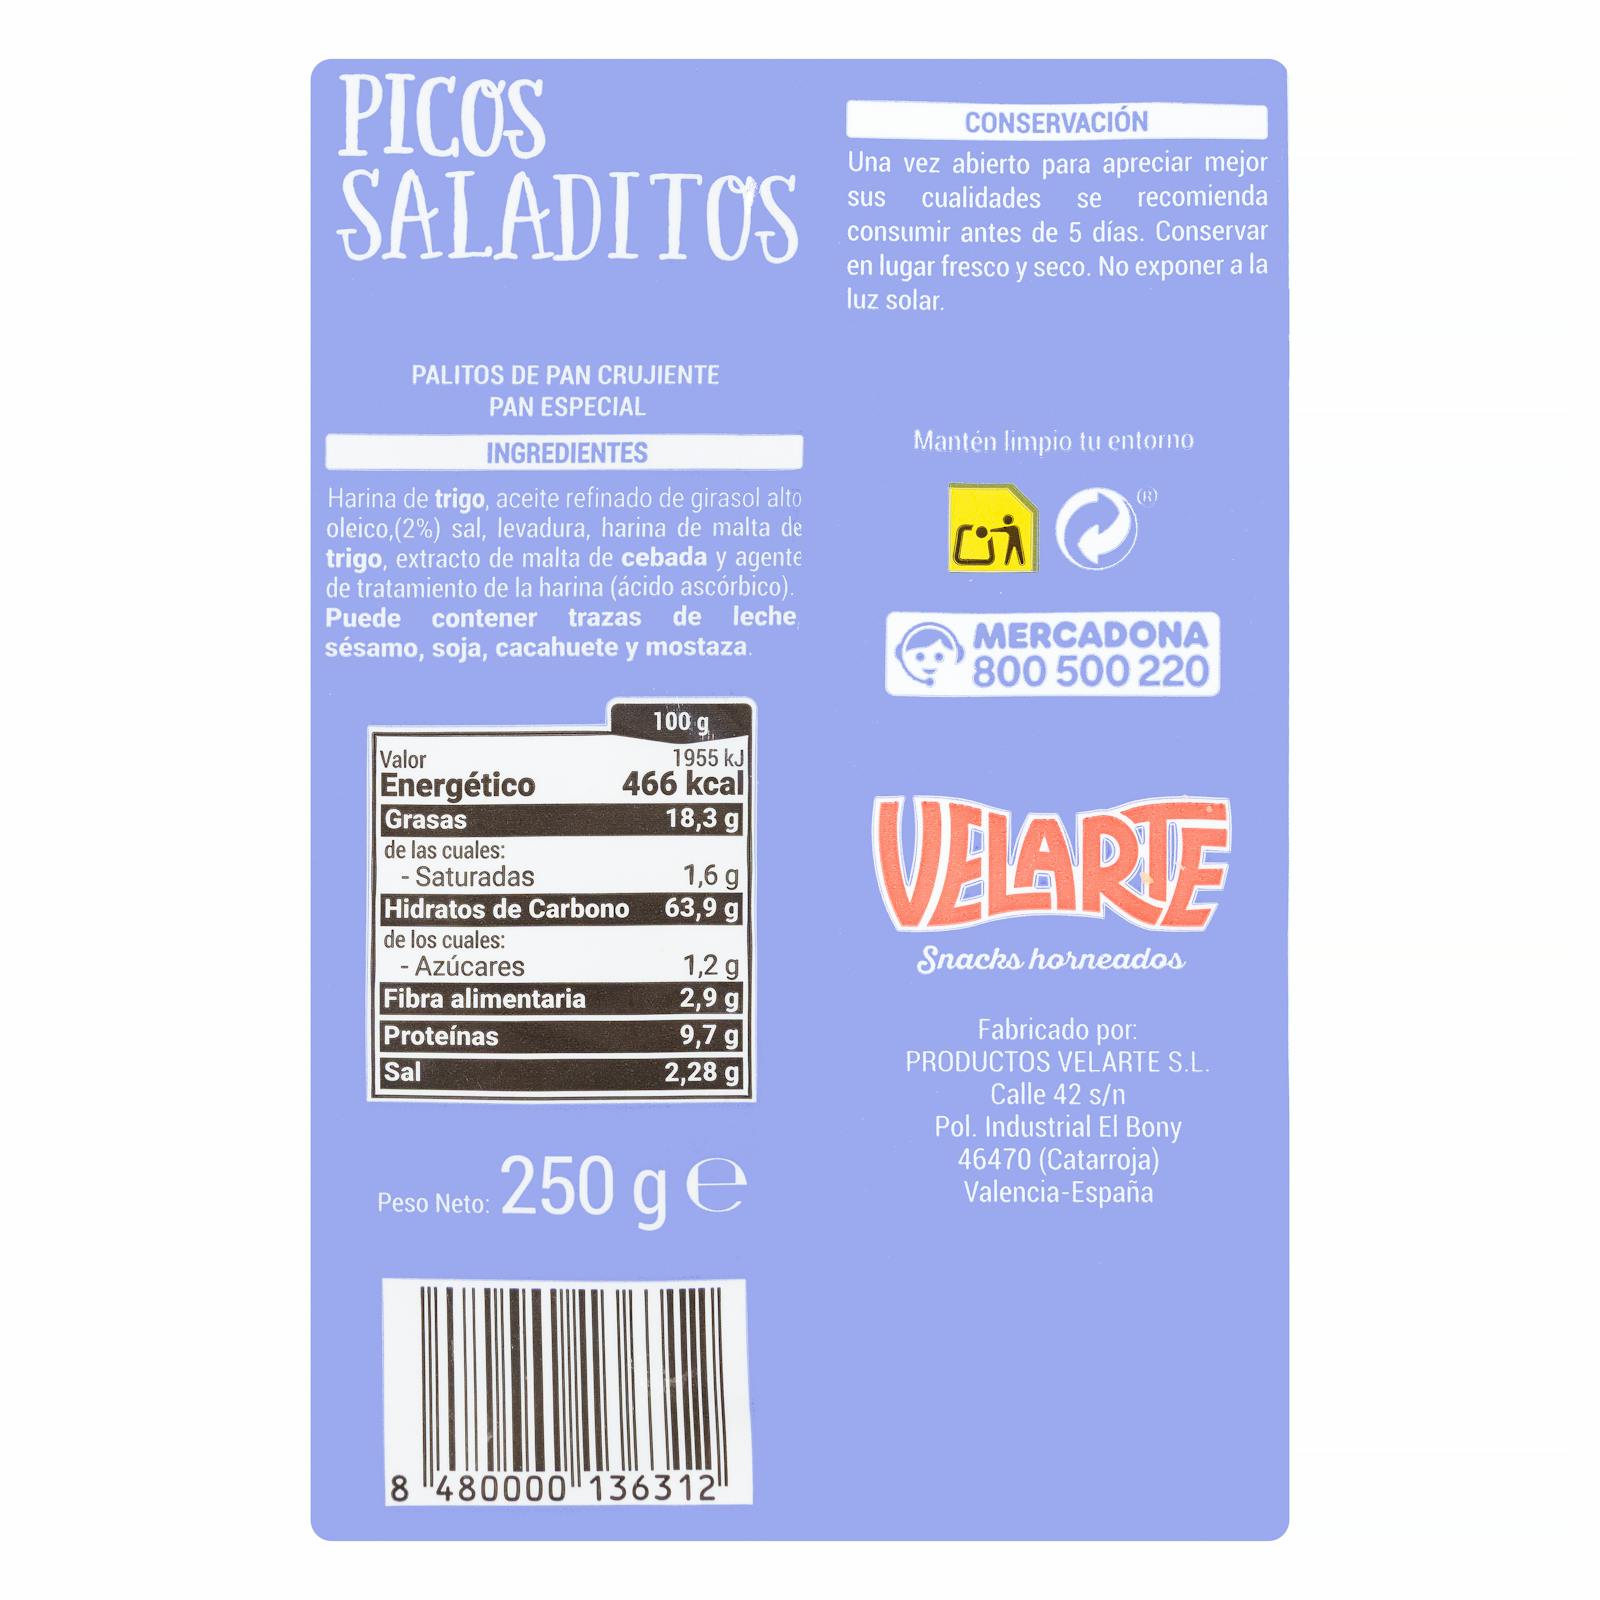 PICOS
SALADITOS
PALITOS DE PAN CRUJIENTE
PAN ESPECIAL
INGREDIENTES
Harina de trigo, aceite refinado de girasol alto
oleico,(2%) sal, levadura, harina de malta de
trigo, extracto de malta de cebada y agente
de tratamiento de la harina (ácido ascórbico).
Puede contener trazas de leche,
sésamo, soja, cacahuete y mostaza.
100 g
Valor 1955 kJ
Energético 466 kcal
Grasas 18,3 g
de las cuales:
- Saturadas 1,6 g
Hidratos de Carbono 63,9 g
de los cuales:
- Azúcares 1,2 g
Fibra alimentaria 2,9 g
Proteínas 9,7 g
Sal 2,28 g
Peso Neto: 250 g e
8 480000 136312
CONSERVACIÓN
Una vez abierto para apreciar mejor
sus cualidades se recomienda
consumir antes de 5 días. Conservar
en lugar fresco y seco. No exponer a la
luz solar.
Mantén limpio tu entorno
(R)
MERCADONA
800 500 220
VELARTE
Snacks horneados
Fabricado por:
PRODUCTOS VELARTE S.L.
Calle 42 s/n
Pol. Industrial El Bony
46470 (Catarroja)
Valencia-España